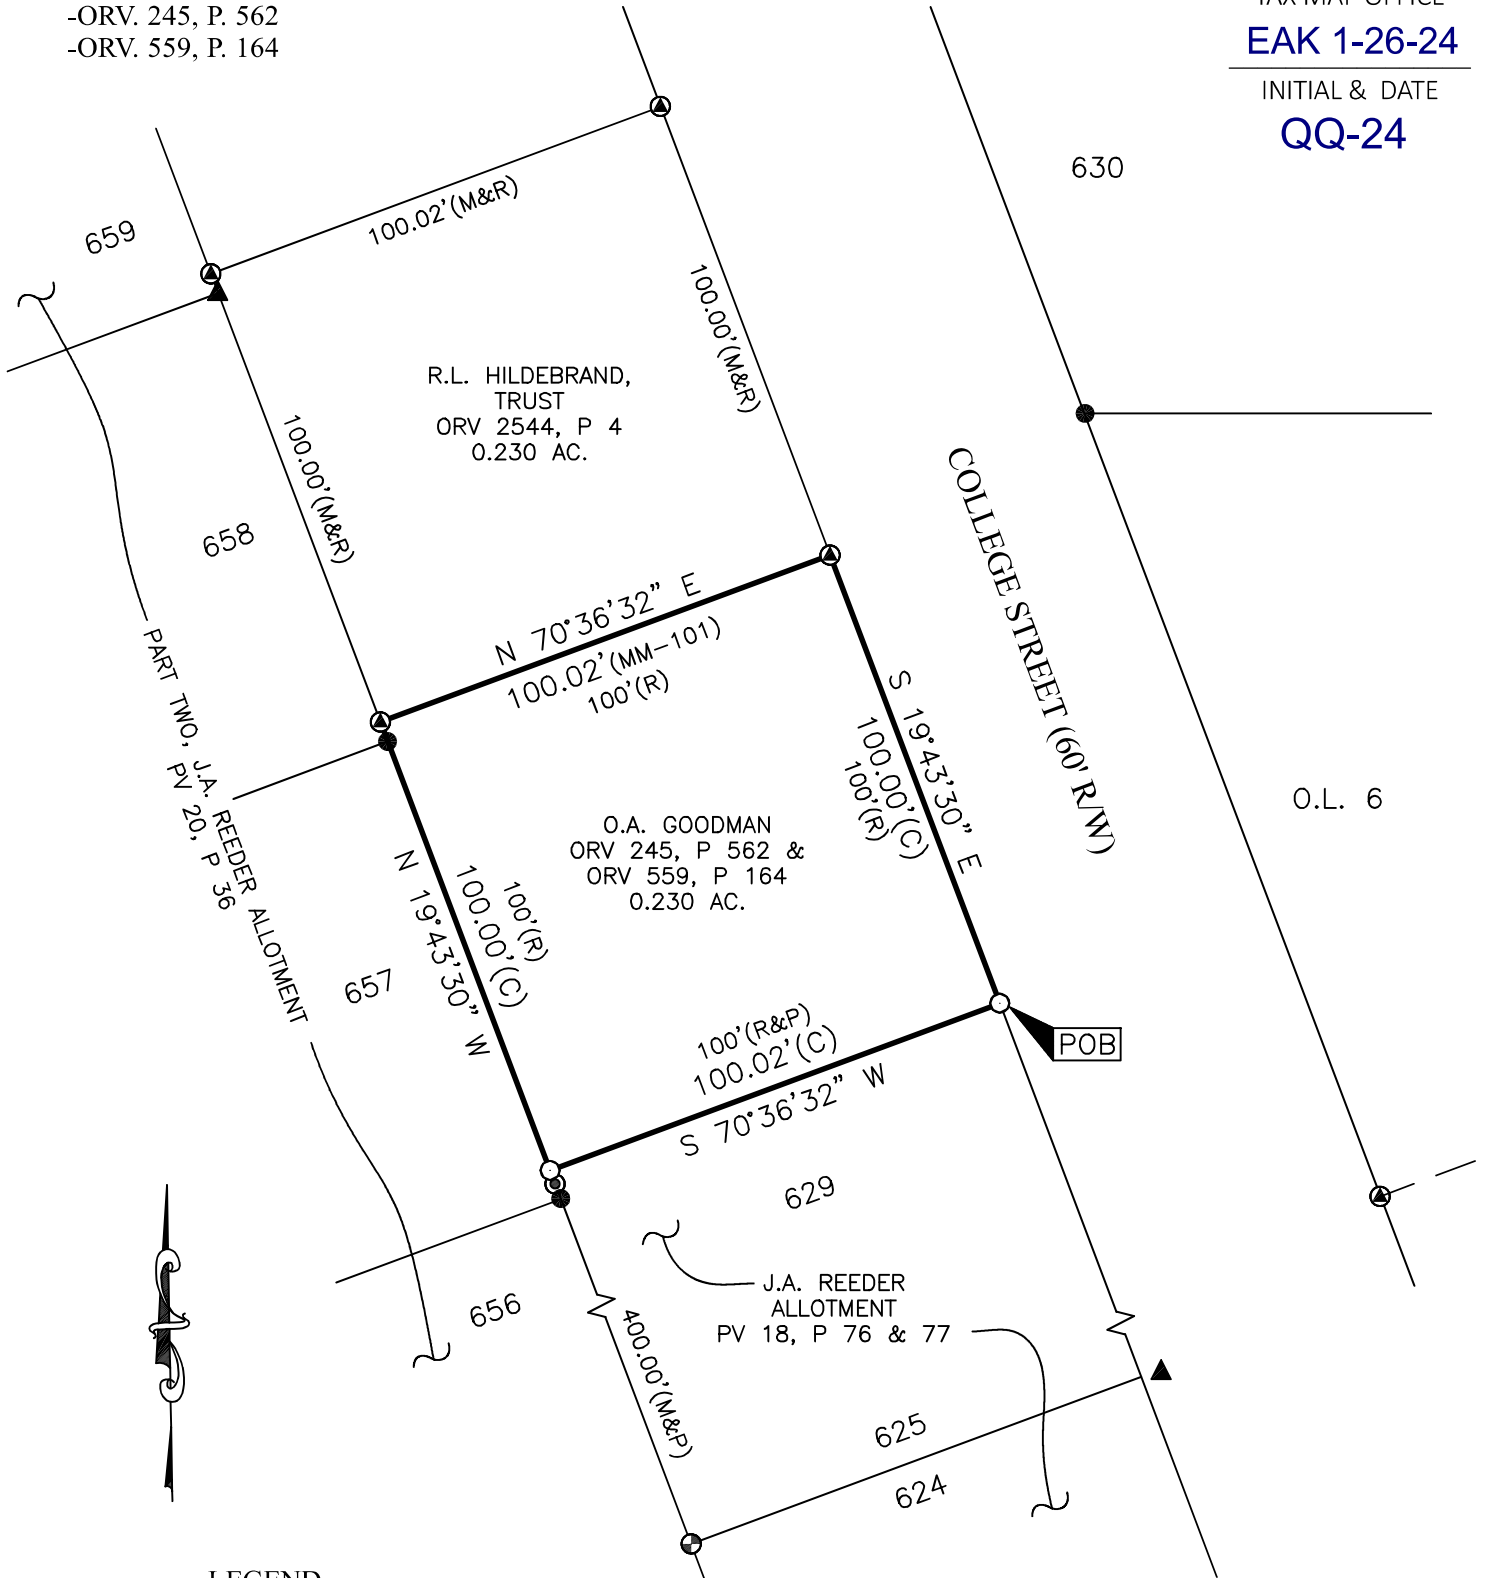 -ORV. 245, P. 562
-ORV. 559, P. 164
TAX MAP OFFICE
EAK 1-26-24
INITIAL & DATE
QQ-24
630
659
100.02'(M&R)
100.00'(M&R)
R.L. HILDEBRAND,
TRUST
ORV 2544, P 4
0.230 AC.
100.00'(M&R)
658
COLLEGE STREET (60' R/W)
N 70°36'32" E
100.02'(MM-101)
100'(R)
PART TWO, J.A. REEDER ALLOTMENT
PV 20, P 36
S 19°43'30" E
100.00'(C)
100'(R)
O.L. 6
O.A. GOODMAN
ORV 245, P 562 &
ORV 559, P 164
0.230 AC.
100'(R)
100.00'(C)
N 19°43'30" W
657
100'(R&P)
100.02'(C)
S 70°36'32" W
POB
629
J.A. REEDER
ALLOTMENT
PV 18, P 76 & 77
656
400.00'(M&P)
625
624
LEGEND